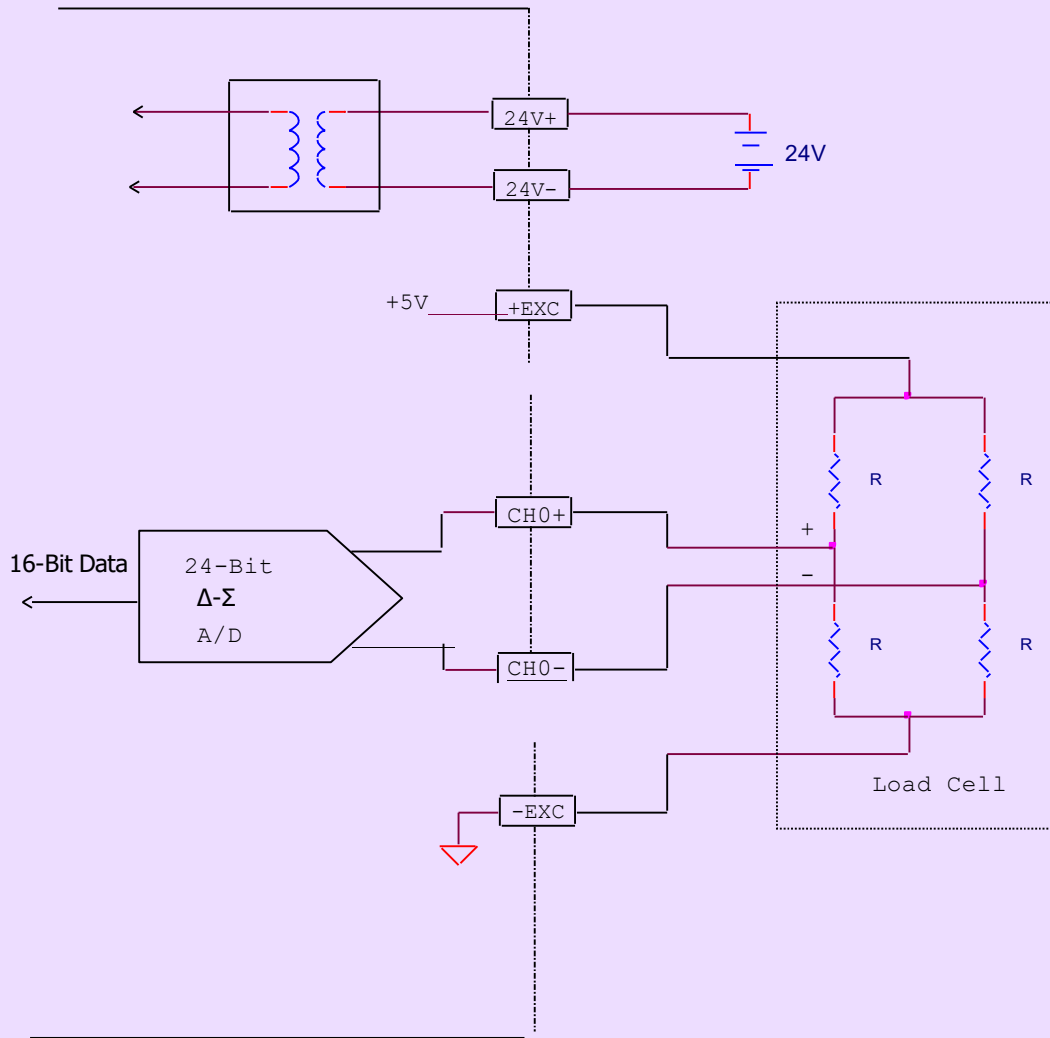 24V+
24V
24V-
+5V
+EXC
R
R
CH0+
+
16-Bit Data
24-Bit
–
Δ-Σ
A/D
R
R
CH0-
Load Cell
-EXC